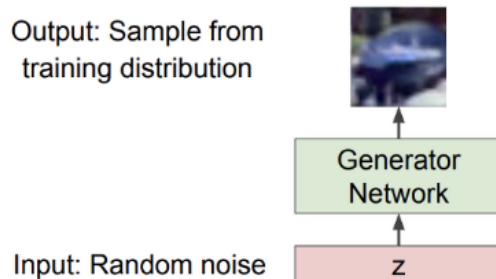 Output: Sample from
training distribution
Generator
Network
Input: Random noise
z